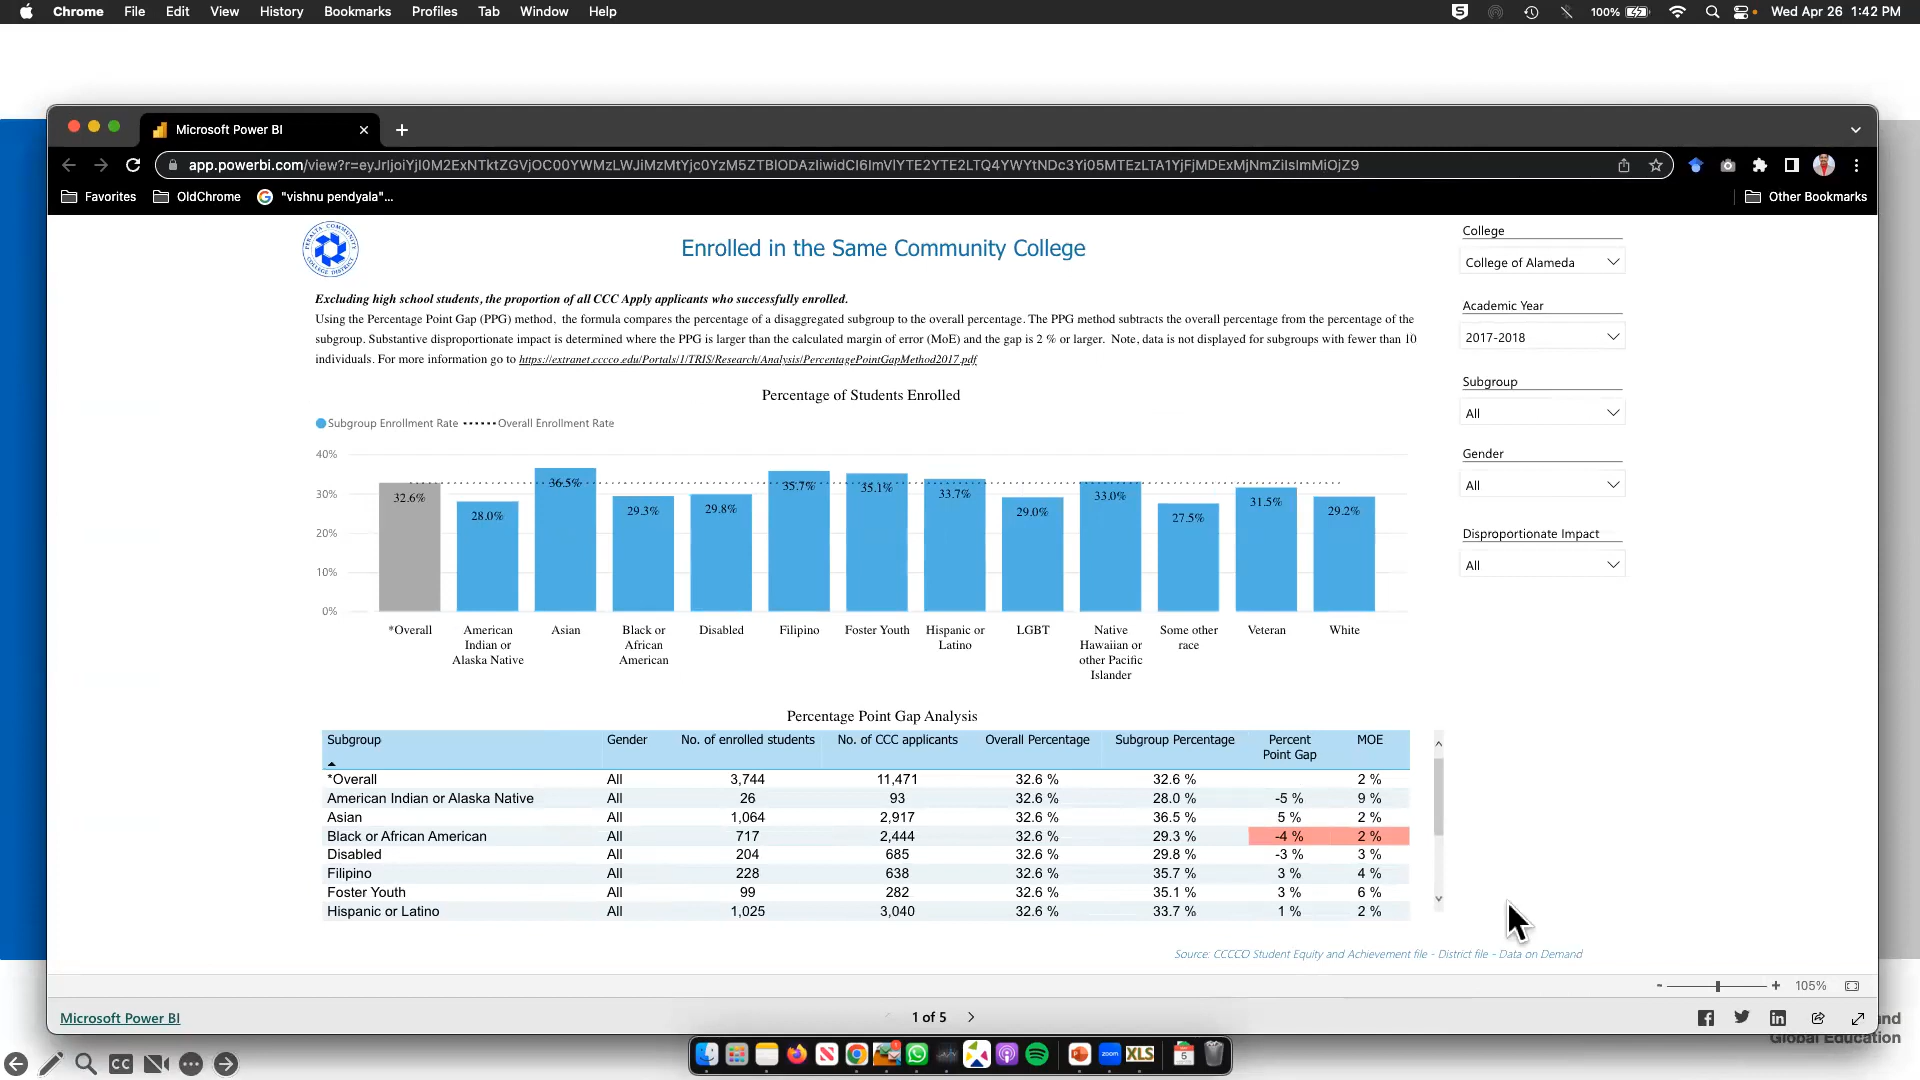 Chrome File Edit View History Bookmarks Profiles Tab Window Help 100% Wed Apr 26 1:42 PM
Microsoft Power BI
app.powerbi.com/view?r=
Favorites OldChrome "vishnu pendyala"... Other Bookmarks
PERALTA COMMUNITY COLLEGE DISTRICT
Enrolled in the Same Community College
Excluding high school students, the proportion of all CCC Apply applicants who successfully enrolled.
Using the Percentage Point Gap (PPG) method, the formula compares the percentage of a disaggregated subgroup to the overall percentage. The PPG method subtracts the overall percentage from the percentage of the
subgroup. Substantive disproportionate impact is determined where the PPG is larger than the calculated margin of error (MoE) and the gap is 2 % or larger. Note, data is not displayed for subgroups with fewer than 10
individuals. For more information go to https://extranet.cccco.edu/Portals/1/TRIS/Research/Analysis/PercentagePointGapMethod2017.pdf
College
College of Alameda
Academic Year
2017-2018
Subgroup
All
Gender
All
Disproportionate Impact
All
Percentage of Students Enrolled
Subgroup Enrollment Rate Overall Enrollment Rate
40%
30%
20%
10%
0%
32.6% 28.0% 36.5% 29.3% 29.8% 35.7% 35.1% 33.7% 29.0% 33.0% 27.5% 31.5% 29.2%
*Overall
American
Indian or
Alaska Native
Asian
Black or
African
American
Disabled
Filipino
Foster Youth
Hispanic or
Latino
LGBT
Native
Hawaiian or
other Pacific
Islander
Some other
race
Veteran
White
Percentage Point Gap Analysis
Subgroup Gender No. of enrolled students No. of CCC applicants Overall Percentage Subgroup Percentage Percent Point Gap MOE
*Overall All 3,744 11,471 32.6 % 32.6 % 2 %
American Indian or Alaska Native All 26 93 32.6 % 28.0 % -5 % 9 %
Asian All 1,064 2,917 32.6 % 36.5 % 5 % 2 %
Black or African American All 717 2,444 32.6 % 29.3 % -4 % 2 %
Disabled All 204 685 32.6 % 29.8 % -3 % 3 %
Filipino All 228 638 32.6 % 35.7 % 3 % 4 %
Foster Youth All 99 282 32.6 % 35.1 % 3 % 6 %
Hispanic or Latino All 1,025 3,040 32.6 % 33.7 % 1 % 2 %
Source: CCCCO Student Equity and Achievement file - District file - Data on Demand
- + 105%
Microsoft Power BI 1 of 5
and
Global Education
CC zoom XLS 5